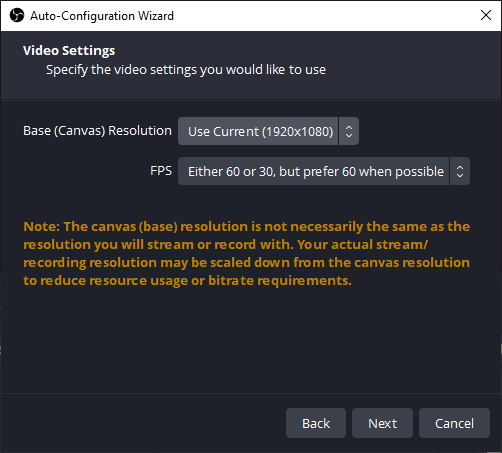 Auto-Configuration Wizard
Video Settings
Specify the video settings you would like to use
Base (Canvas) Resolution Use Current (1920x1080)
FPS Either 60 or 30, but prefer 60 when possible
Note: The canvas (base) resolution is not necessarily the same as the
resolution you will stream or record with. Your actual stream/
recording resolution may be scaled down from the canvas resolution
to reduce resource usage or bitrate requirements.
Back Next Cancel